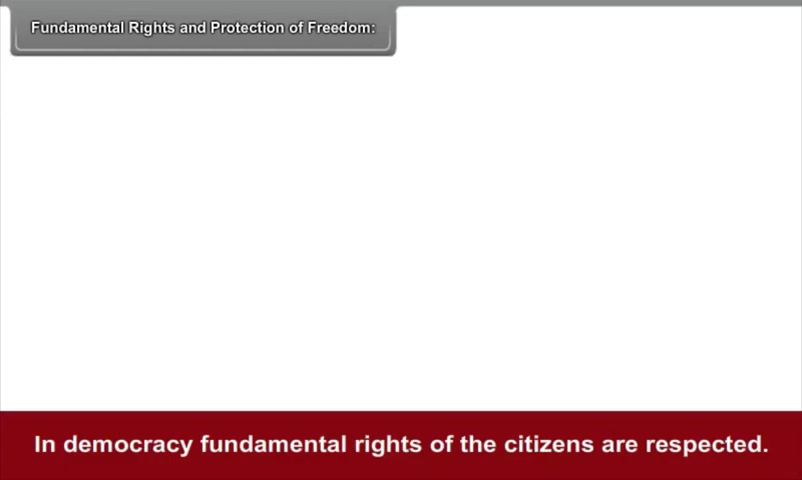 Fundamental Rights and Protection of Freedom:
In democracy fundamental rights of the citizens are respected.